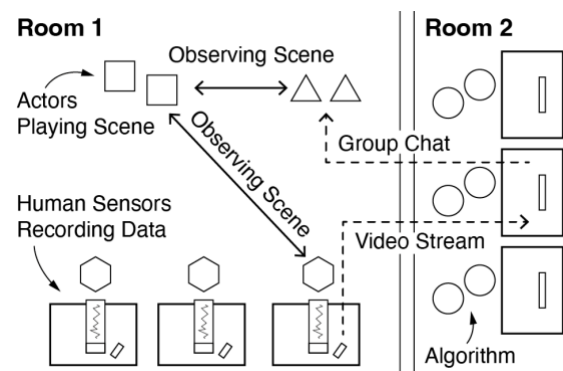 Room 1
Room 2
Observing Scene
Actors
Playing Scene
Observing Scene
Group Chat
Human Sensors
Recording Data
Video Stream
Algorithm